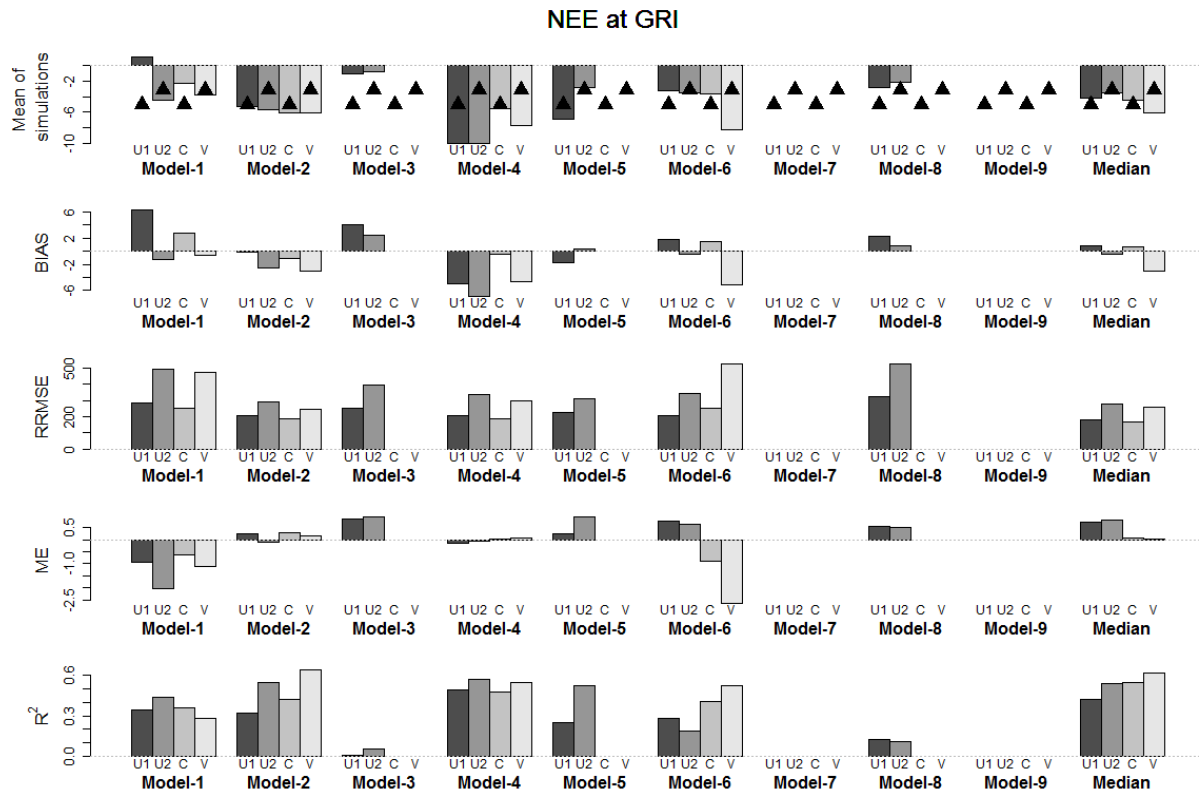 NEE at GRI
Mean of
simulations
-2
-6
-10
U1 U2 C V U1 U2 C V U1 U2 C V U1 U2 C V U1 U2 C V U1 U2 C V U1 U2 C V U1 U2 C V U1 U2 C V U1 U2 C V
Model-1 Model-2 Model-3 Model-4 Model-5 Model-6 Model-7 Model-8 Model-9 Median
BIAS
6
2
-2
-6
U1 U2 C V U1 U2 C V U1 U2 C V U1 U2 C V U1 U2 C V U1 U2 C V U1 U2 C V U1 U2 C V U1 U2 C V U1 U2 C V
Model-1 Model-2 Model-3 Model-4 Model-5 Model-6 Model-7 Model-8 Model-9 Median
RRMSE
500
200
0
U1 U2 C V U1 U2 C V U1 U2 C V U1 U2 C V U1 U2 C V U1 U2 C V U1 U2 C V U1 U2 C V U1 U2 C V U1 U2 C V
Model-1 Model-2 Model-3 Model-4 Model-5 Model-6 Model-7 Model-8 Model-9 Median
ME
0.5
-1.0
-2.5
U1 U2 C V U1 U2 C V U1 U2 C V U1 U2 C V U1 U2 C V U1 U2 C V U1 U2 C V U1 U2 C V U1 U2 C V U1 U2 C V
Model-1 Model-2 Model-3 Model-4 Model-5 Model-6 Model-7 Model-8 Model-9 Median
R²
0.6
0.3
0.0
U1 U2 C V U1 U2 C V U1 U2 C V U1 U2 C V U1 U2 C V U1 U2 C V U1 U2 C V U1 U2 C V U1 U2 C V U1 U2 C V
Model-1 Model-2 Model-3 Model-4 Model-5 Model-6 Model-7 Model-8 Model-9 Median